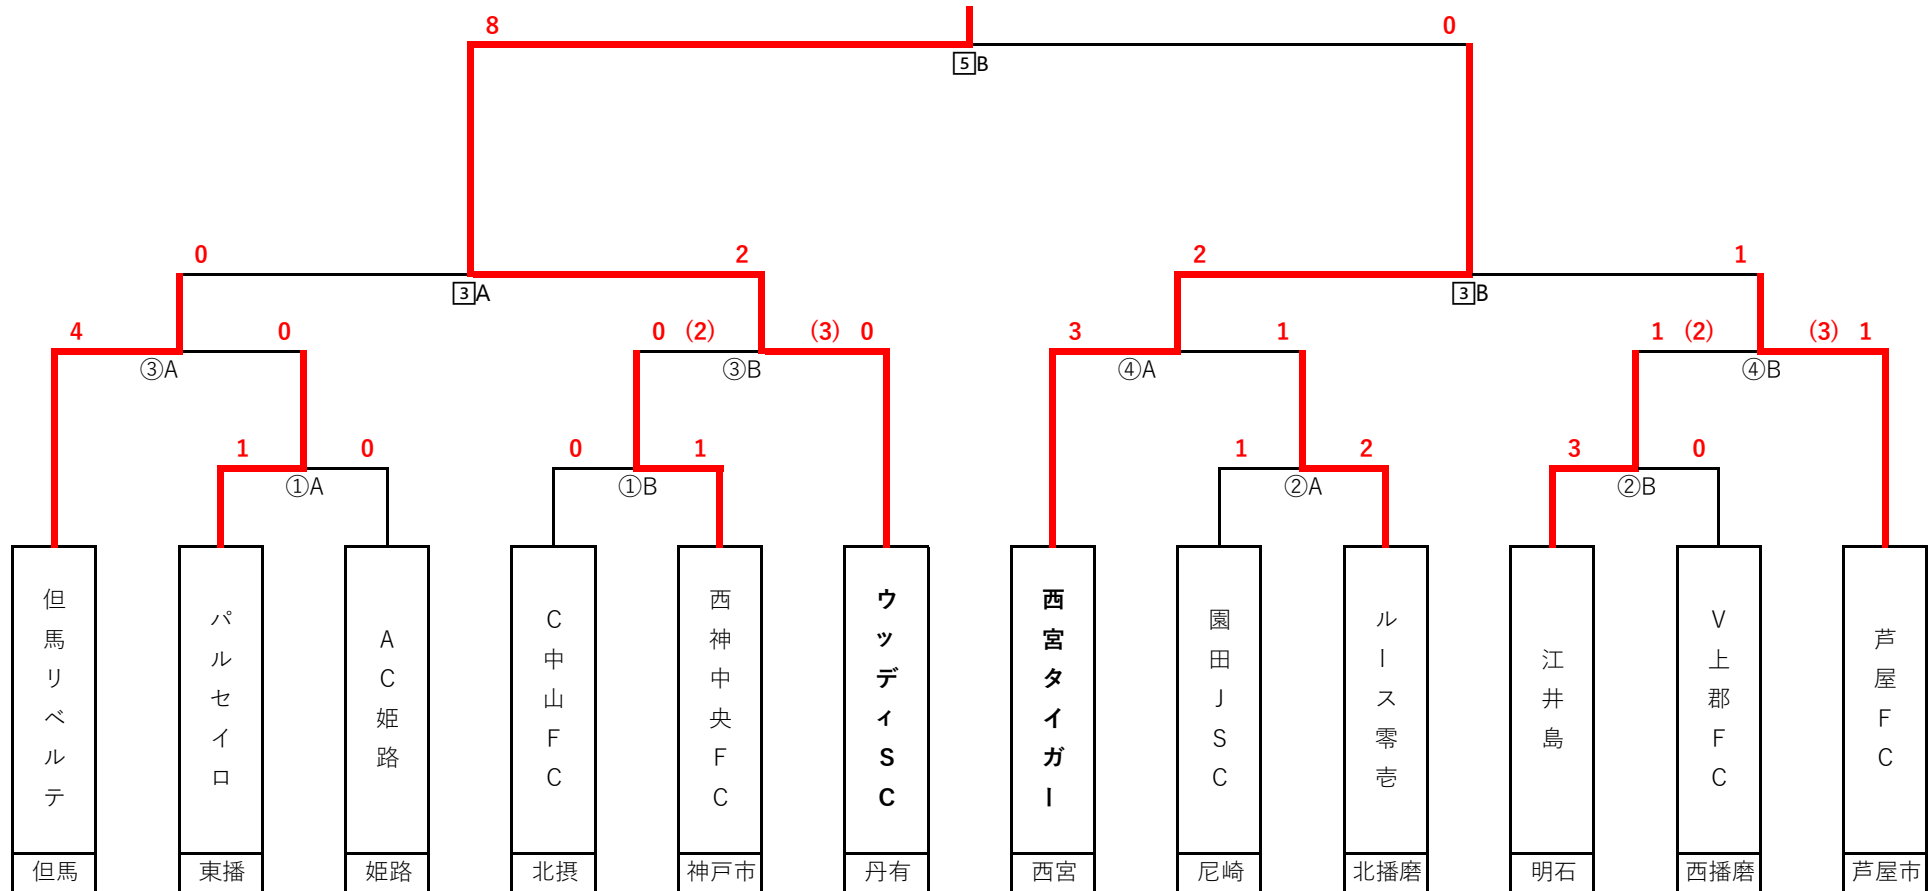 8 0
5B
0 2 2 1
3A 3B
4 0 0 (2) (3) 0 3 1 1 (2) (3) 1
③A ③B ④A ④B
1 0 0 1 1 2 3 0
①A ①B ②A ②B
但馬リベルテ
パルセイロ
AC姫路
C中山FC
西神中央FC
ウッディSC
西宮タイガー
園田JSC
ルース零壱
江井島
V上郡FC
芦屋FC
但馬 東播 姫路 北摂 神戸市 丹有 西宮 尼崎 北播磨 明石 西播磨 芦屋市